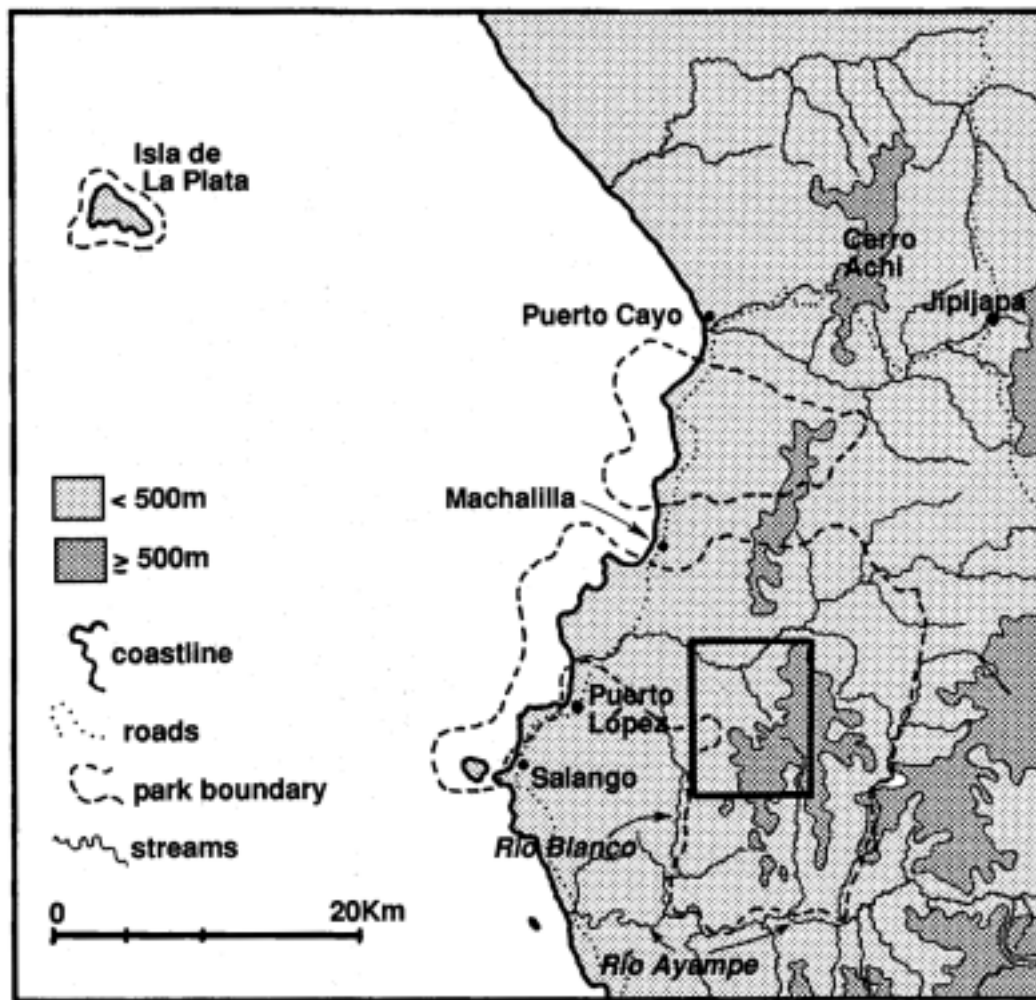 Isla de
La Plata
Cerro
Achi
Jipijapa
Puerto Cayo
Machalilla
< 500m
≥ 500m
coastline
roads
park boundary
streams
0 20Km
Puerto
López
Salango
Río Blanco
Río Ayampe